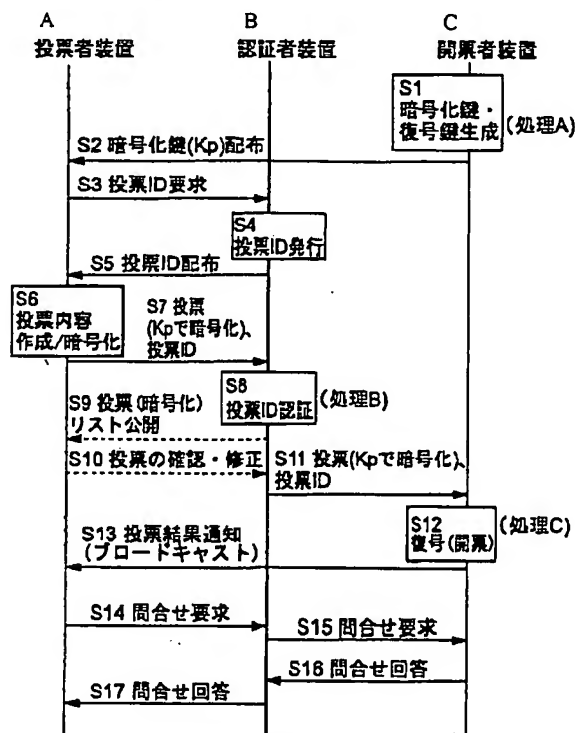 A
B
C
投票者装置
認証者装置
開票者装置
S1
暗号化鍵・
復号鍵生成
(処理A)
S2 暗号化鍵(Kp)配布
S3 投票ID要求
S4
投票ID発行
S5 投票ID配布
S6
投票内容
作成/暗号化
S7 投票
(Kpで暗号化)、
投票ID
S8
投票ID認証
(処理B)
S9 投票(暗号化)
リスト公開
S10 投票の確認・修正
S11 投票(Kpで暗号化)、
投票ID
S12
復号(開票)
(処理C)
S13 投票結果通知
(ブロードキャスト)
S14 問合せ要求
S15 問合せ要求
S16 問合せ回答
S17 問合せ回答